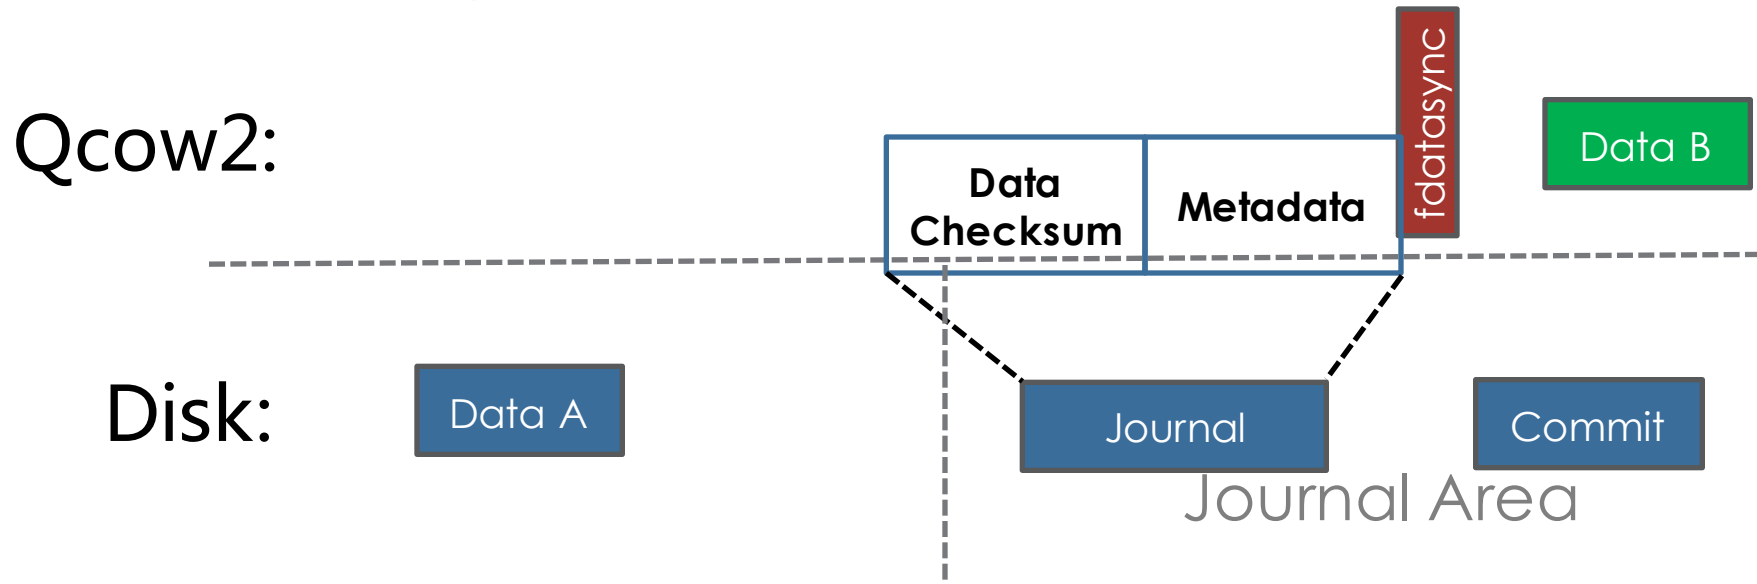 Qcow2:
Data
Checksum
Metadata
fdatasync
Data B
Disk:
Data A
Journal
Commit
Journal Area